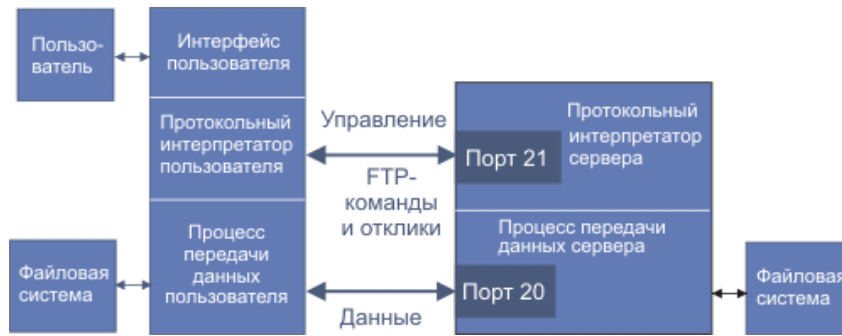 Пользо-
ватель
Интерфейс
пользователя
Протокольный
интерпретатор
пользователя
Управление
FTP-
команды
и отклики
Порт 21
Протокольный
интерпретатор
сервера
Файловая
система
Процесс
передачи
данных
пользователя
Данные
Процесс передачи
данных сервера
Порт 20
Файловая
система